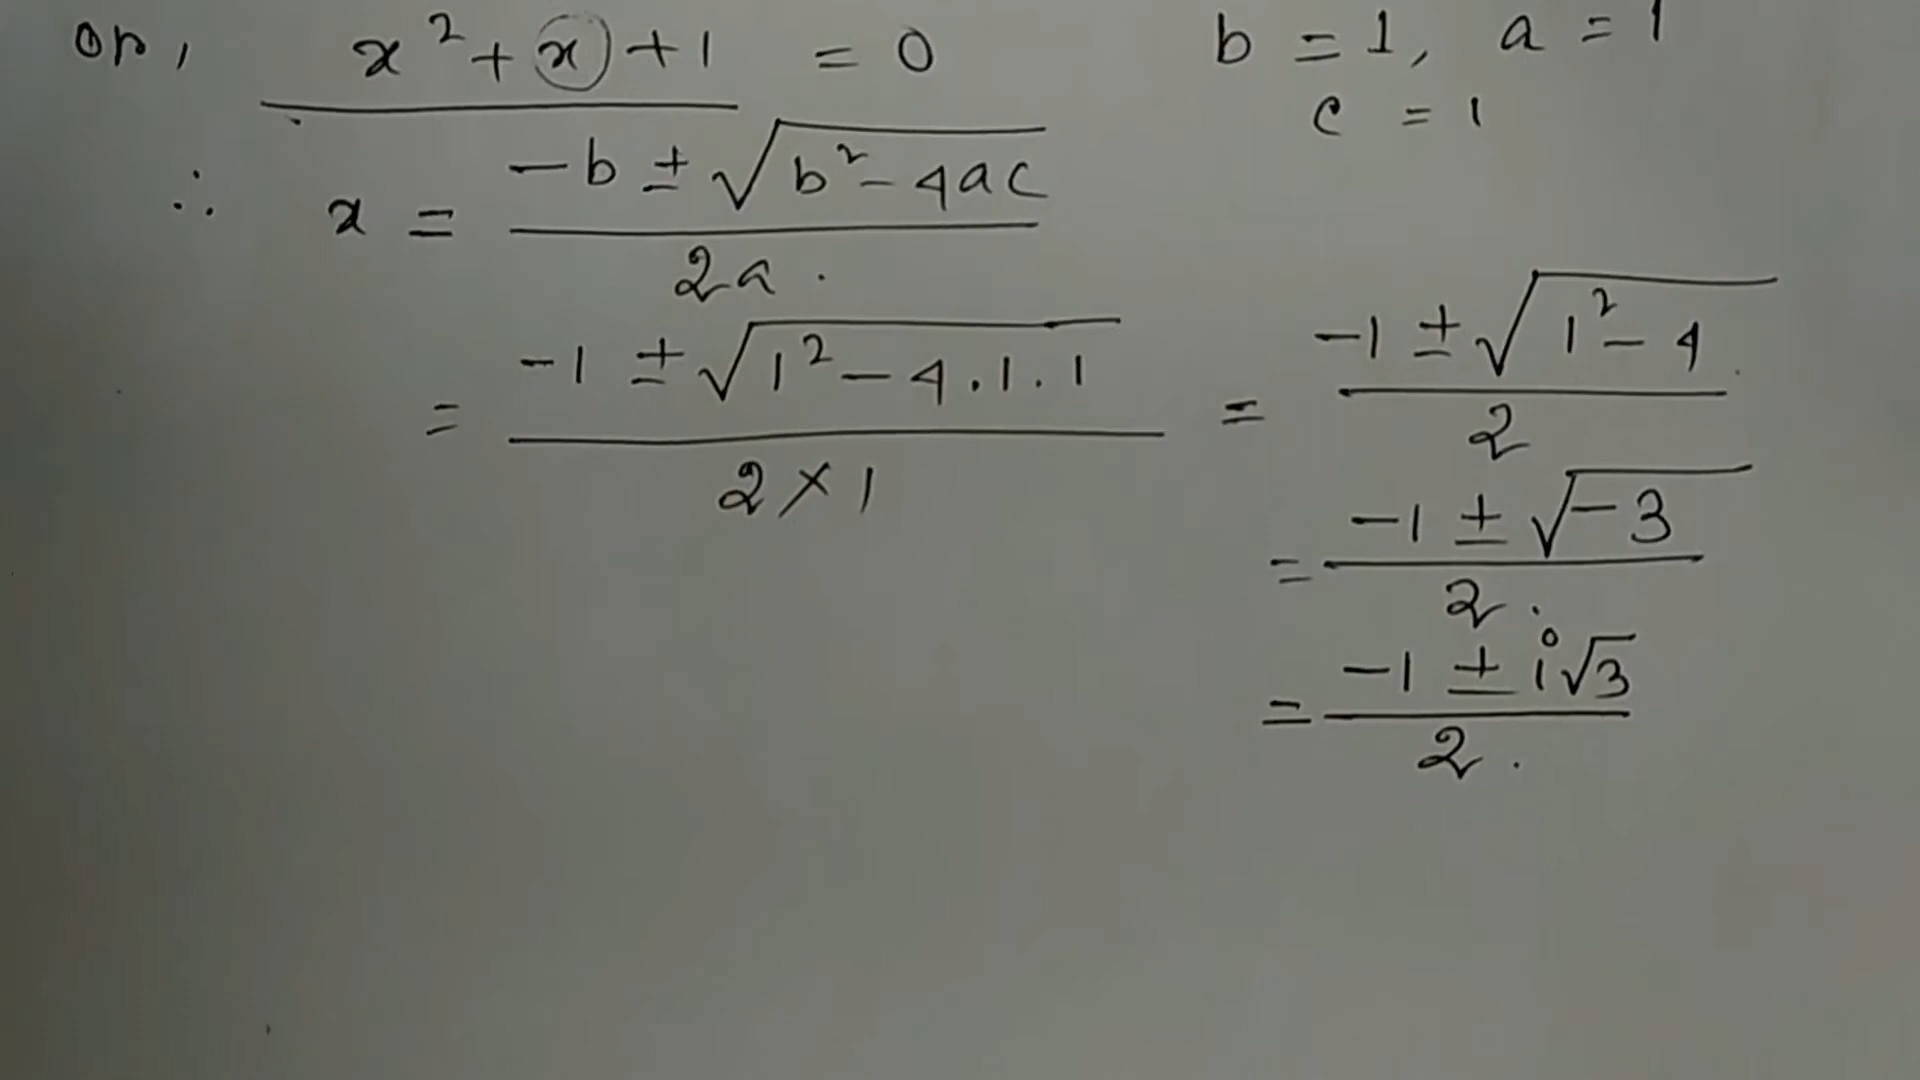 or, x² + x + 1 = 0 b = 1, a = 1
c = 1
∴ x = (-b ± √(b² - 4ac)) / 2a.
= (-1 ± √(1² - 4.1.1)) / (2 × 1) = (-1 ± √(1² - 4)) / 2
= (-1 ± √-3) / 2.
= (-1 ± i√3) / 2.